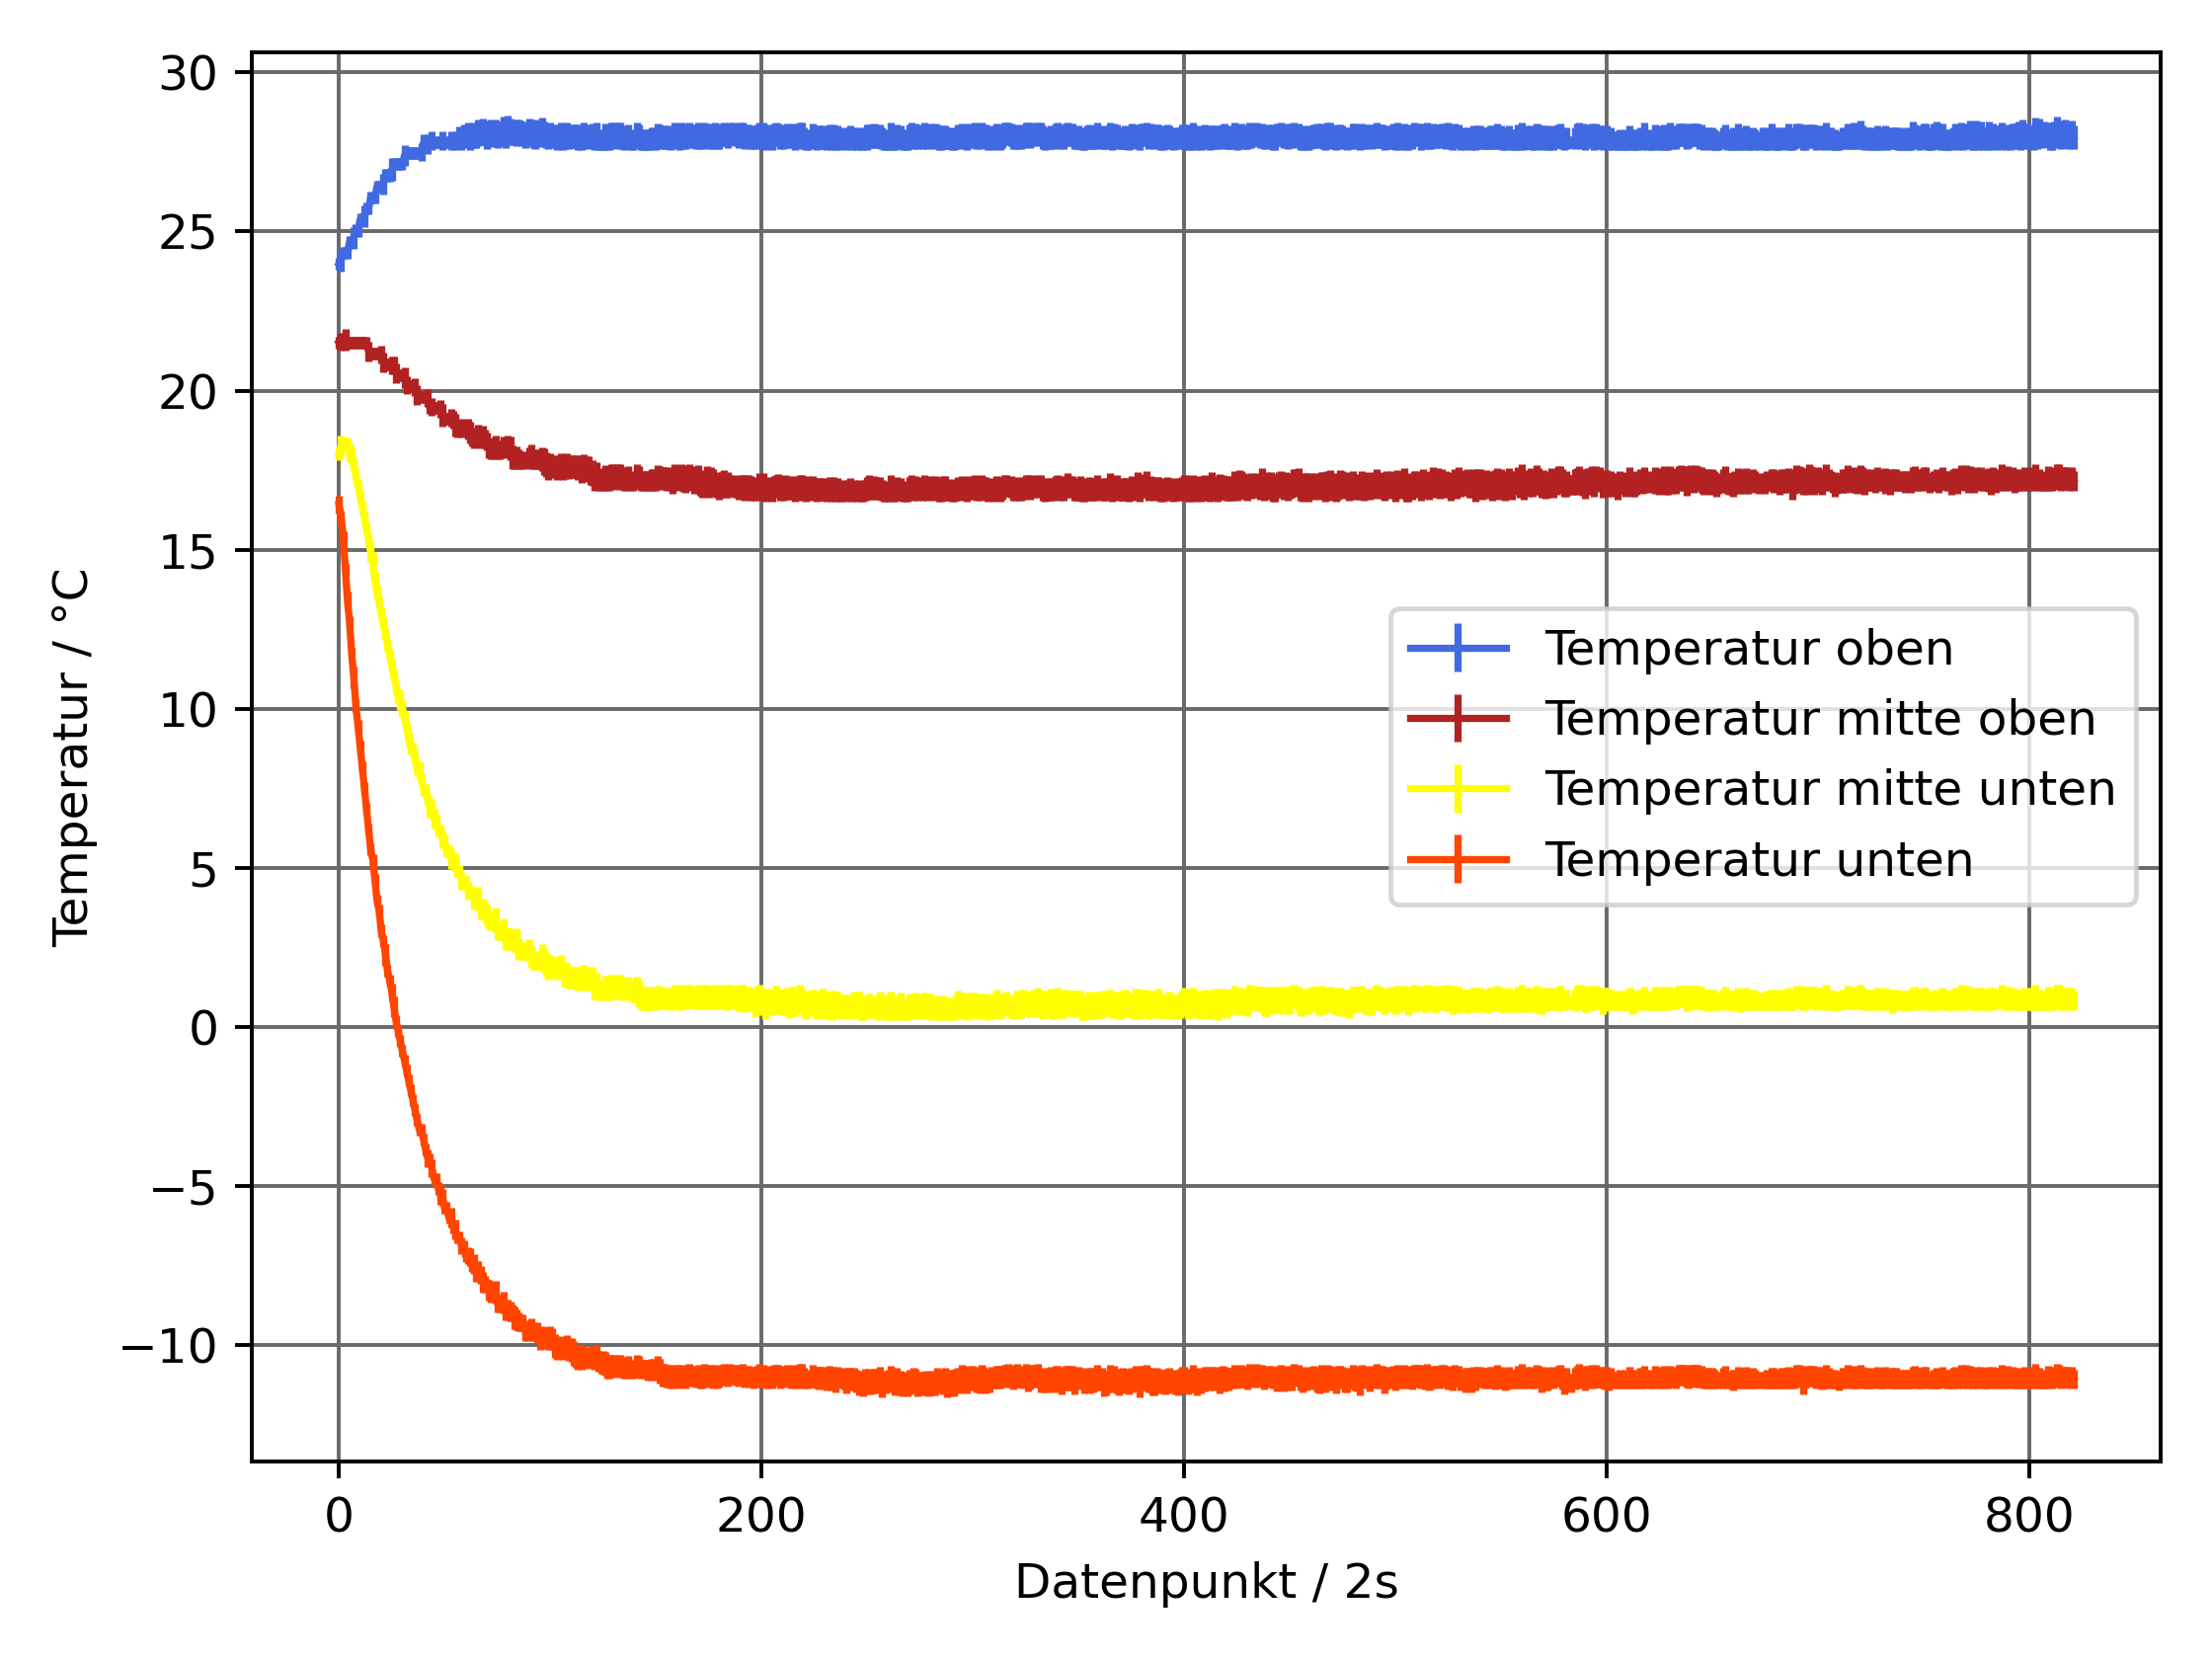 Temperatur / °C
30
25
20
15
10
5
0
−5
−10
Temperatur oben
Temperatur mitte oben
Temperatur mitte unten
Temperatur unten
0 200 400 600 800
Datenpunkt / 2s